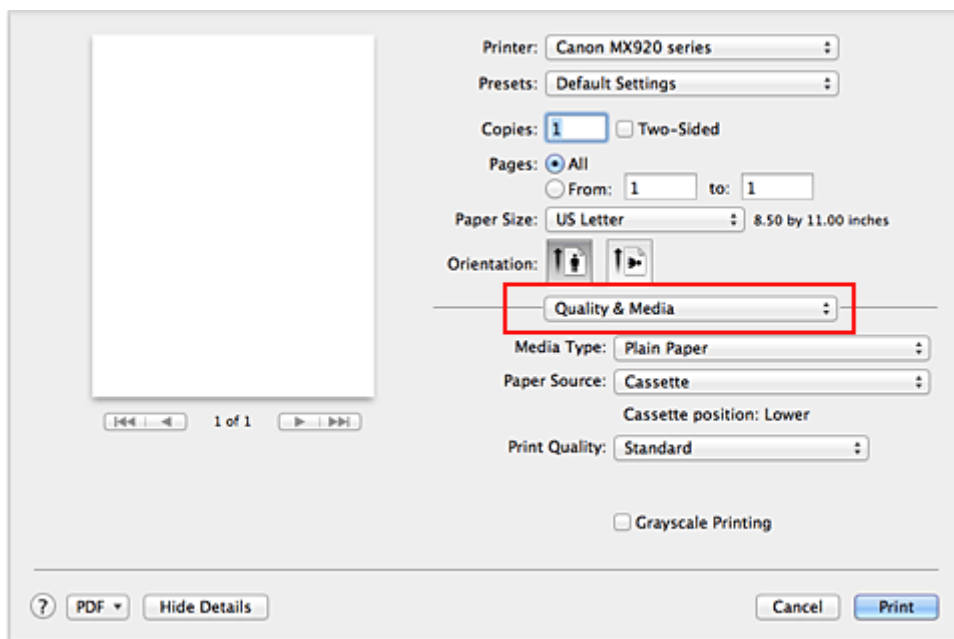 Printer: Canon MX920 series
Presets: Default Settings
Copies: 1 Two-Sided
Pages: All
From: 1 to: 1
Paper Size: US Letter 8.50 by 11.00 inches
Orientation:
Quality & Media
Media Type: Plain Paper
Paper Source: Cassette
Cassette position: Lower
1 of 1
Print Quality: Standard
Grayscale Printing
? PDF Hide Details Cancel Print